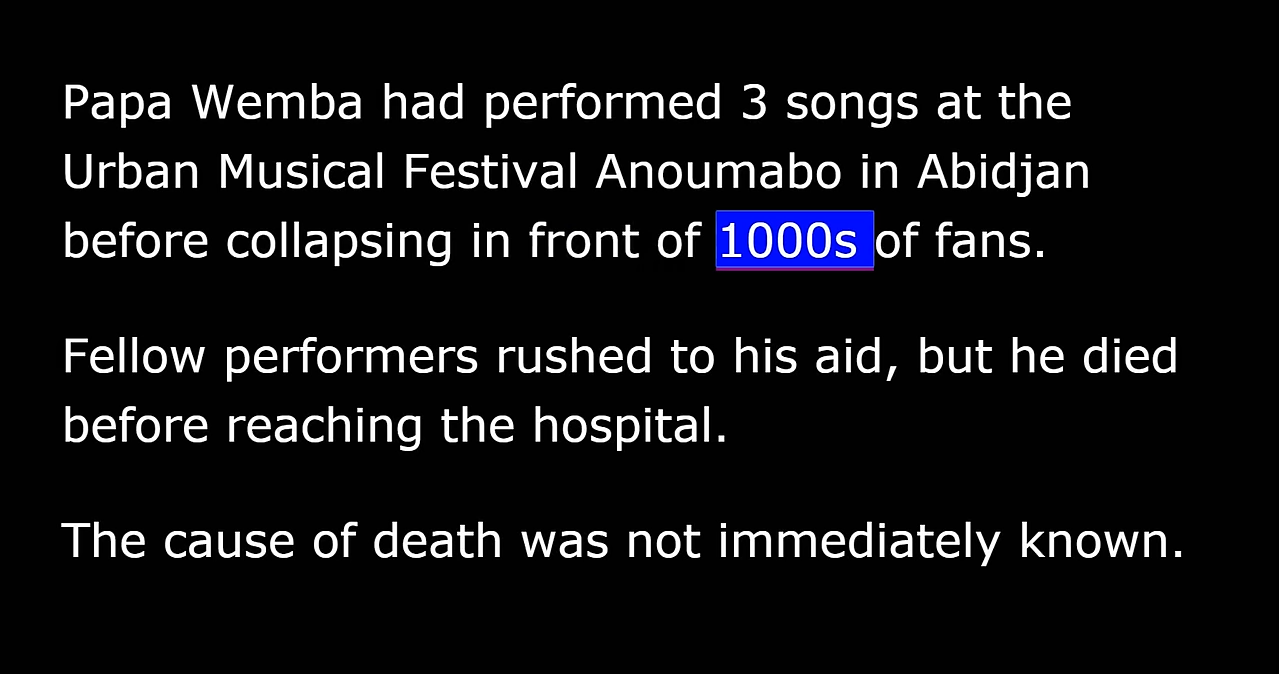 Papa Wemba had performed 3 songs at the
Urban Musical Festival Anoumabo in Abidjan
before collapsing in front of 1000s of fans.
Fellow performers rushed to his aid, but he died
before reaching the hospital.
The cause of death was not immediately known.